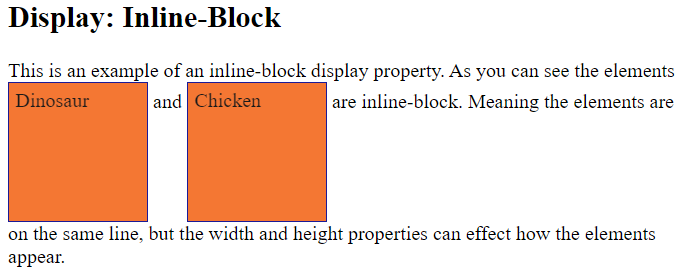 Display: Inline-Block
This is an example of an inline-block display property. As you can see the elements
Dinosaur and Chicken are inline-block. Meaning the elements are
on the same line, but the width and height properties can effect how the elements
appear.